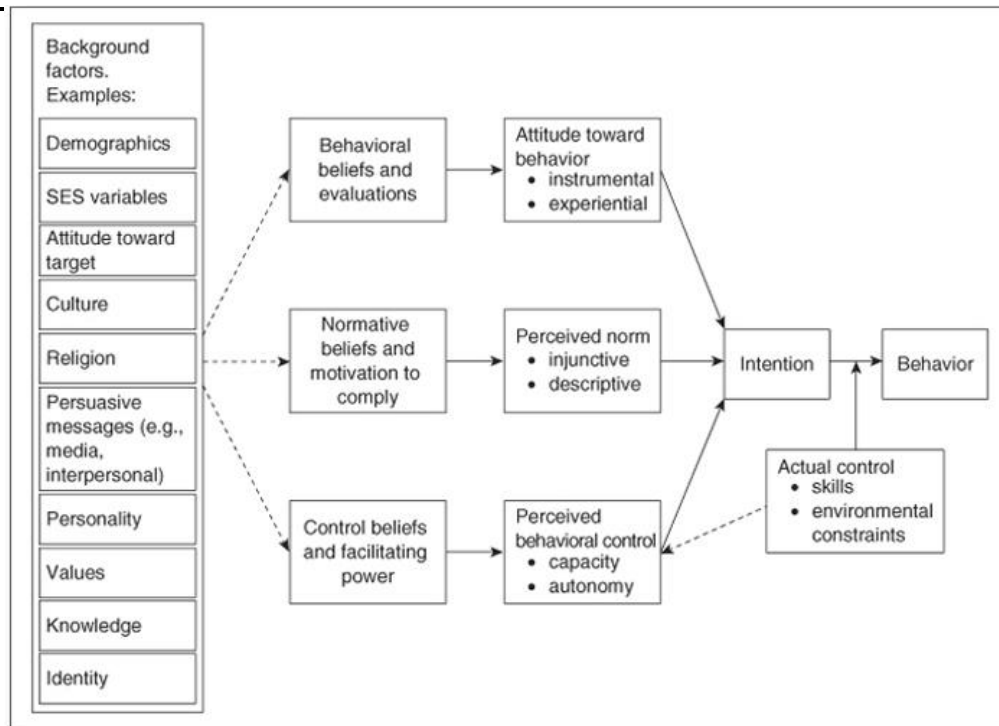 Background
factors.
Examples:
Demographics
SES variables
Attitude toward
target
Culture
Religion
Persuasive
messages (e.g.,
media,
interpersonal)
Personality
Values
Knowledge
Identity
Behavioral
beliefs and
evaluations
Normative
beliefs and
motivation to
comply
Control beliefs
and facilitating
power
Attitude toward
behavior
• instrumental
• experiential
Perceived norm
• injunctive
• descriptive
Perceived
behavioral control
• capacity
• autonomy
Intention
Behavior
Actual control
• skills
• environmental
constraints